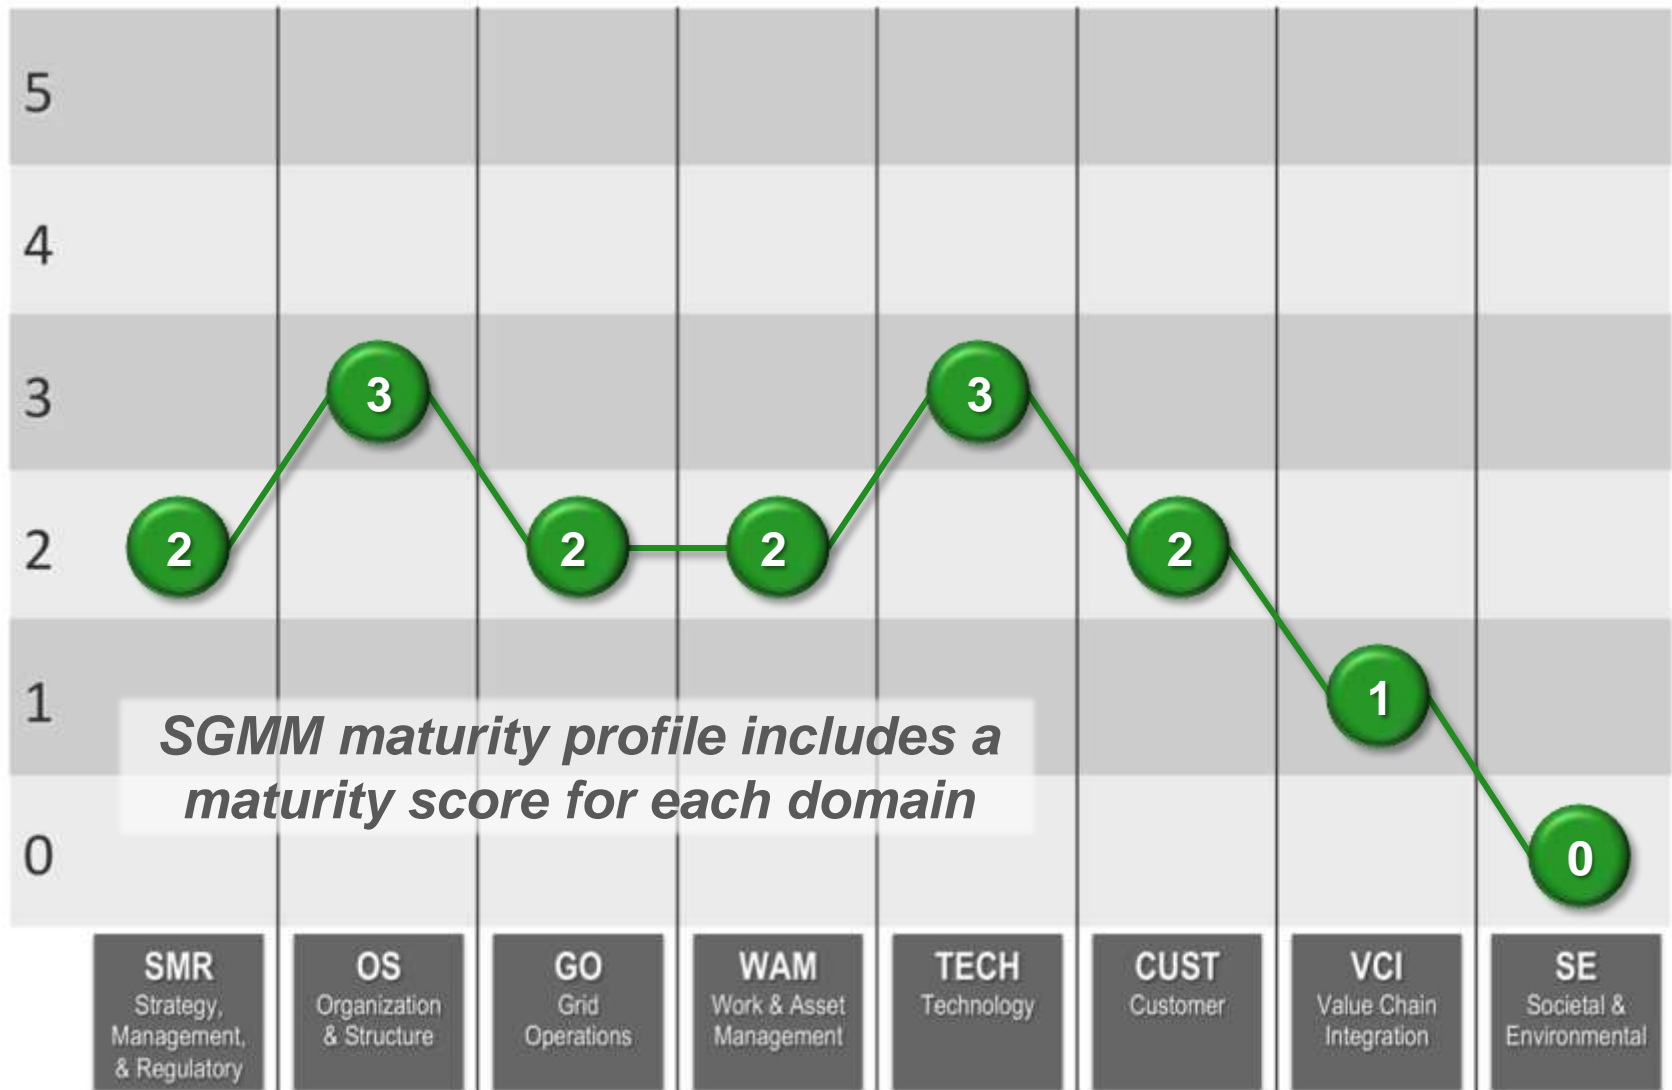 5
4
3
2
1
0
3
3
2
2
2
2
1
0
SGMM maturity profile includes a
maturity score for each domain
SMR
Strategy,
Management,
& Regulatory
OS
Organization
& Structure
GO
Grid
Operations
WAM
Work & Asset
Management
TECH
Technology
CUST
Customer
VCI
Value Chain
Integration
SE
Societal &
Environmental